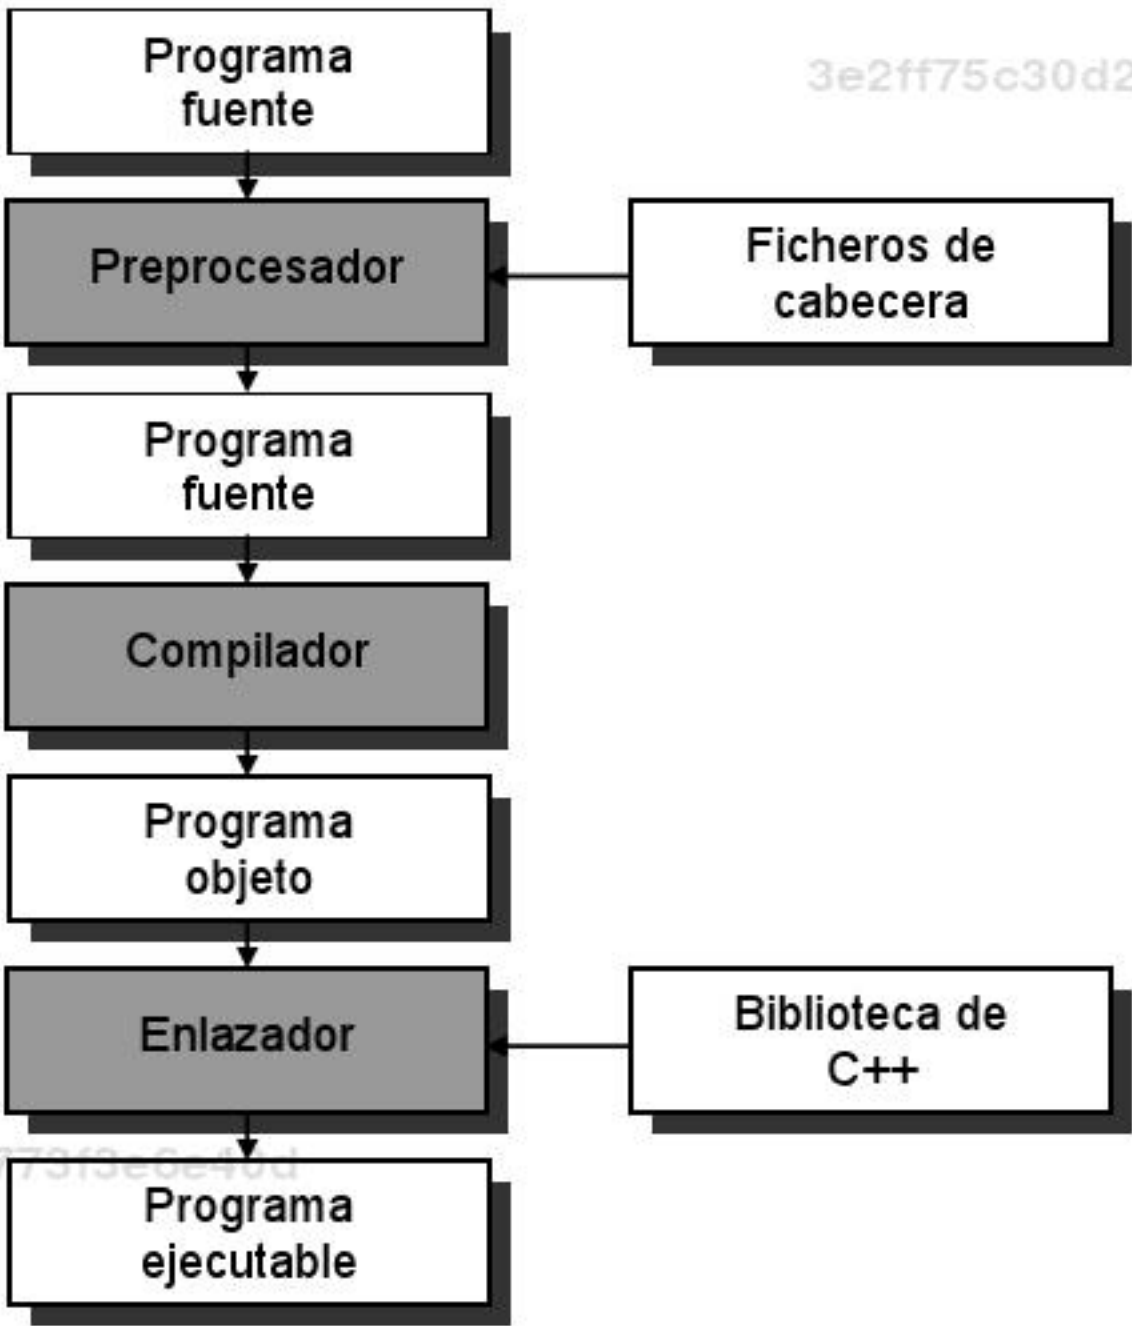 Programa
fuente
3e2ff75c30d2
Preprocesador
Ficheros de
cabecera
Programa
fuente
Compilador
Programa
objeto
Enlazador
Biblioteca de
C++
Programa
ejecutable